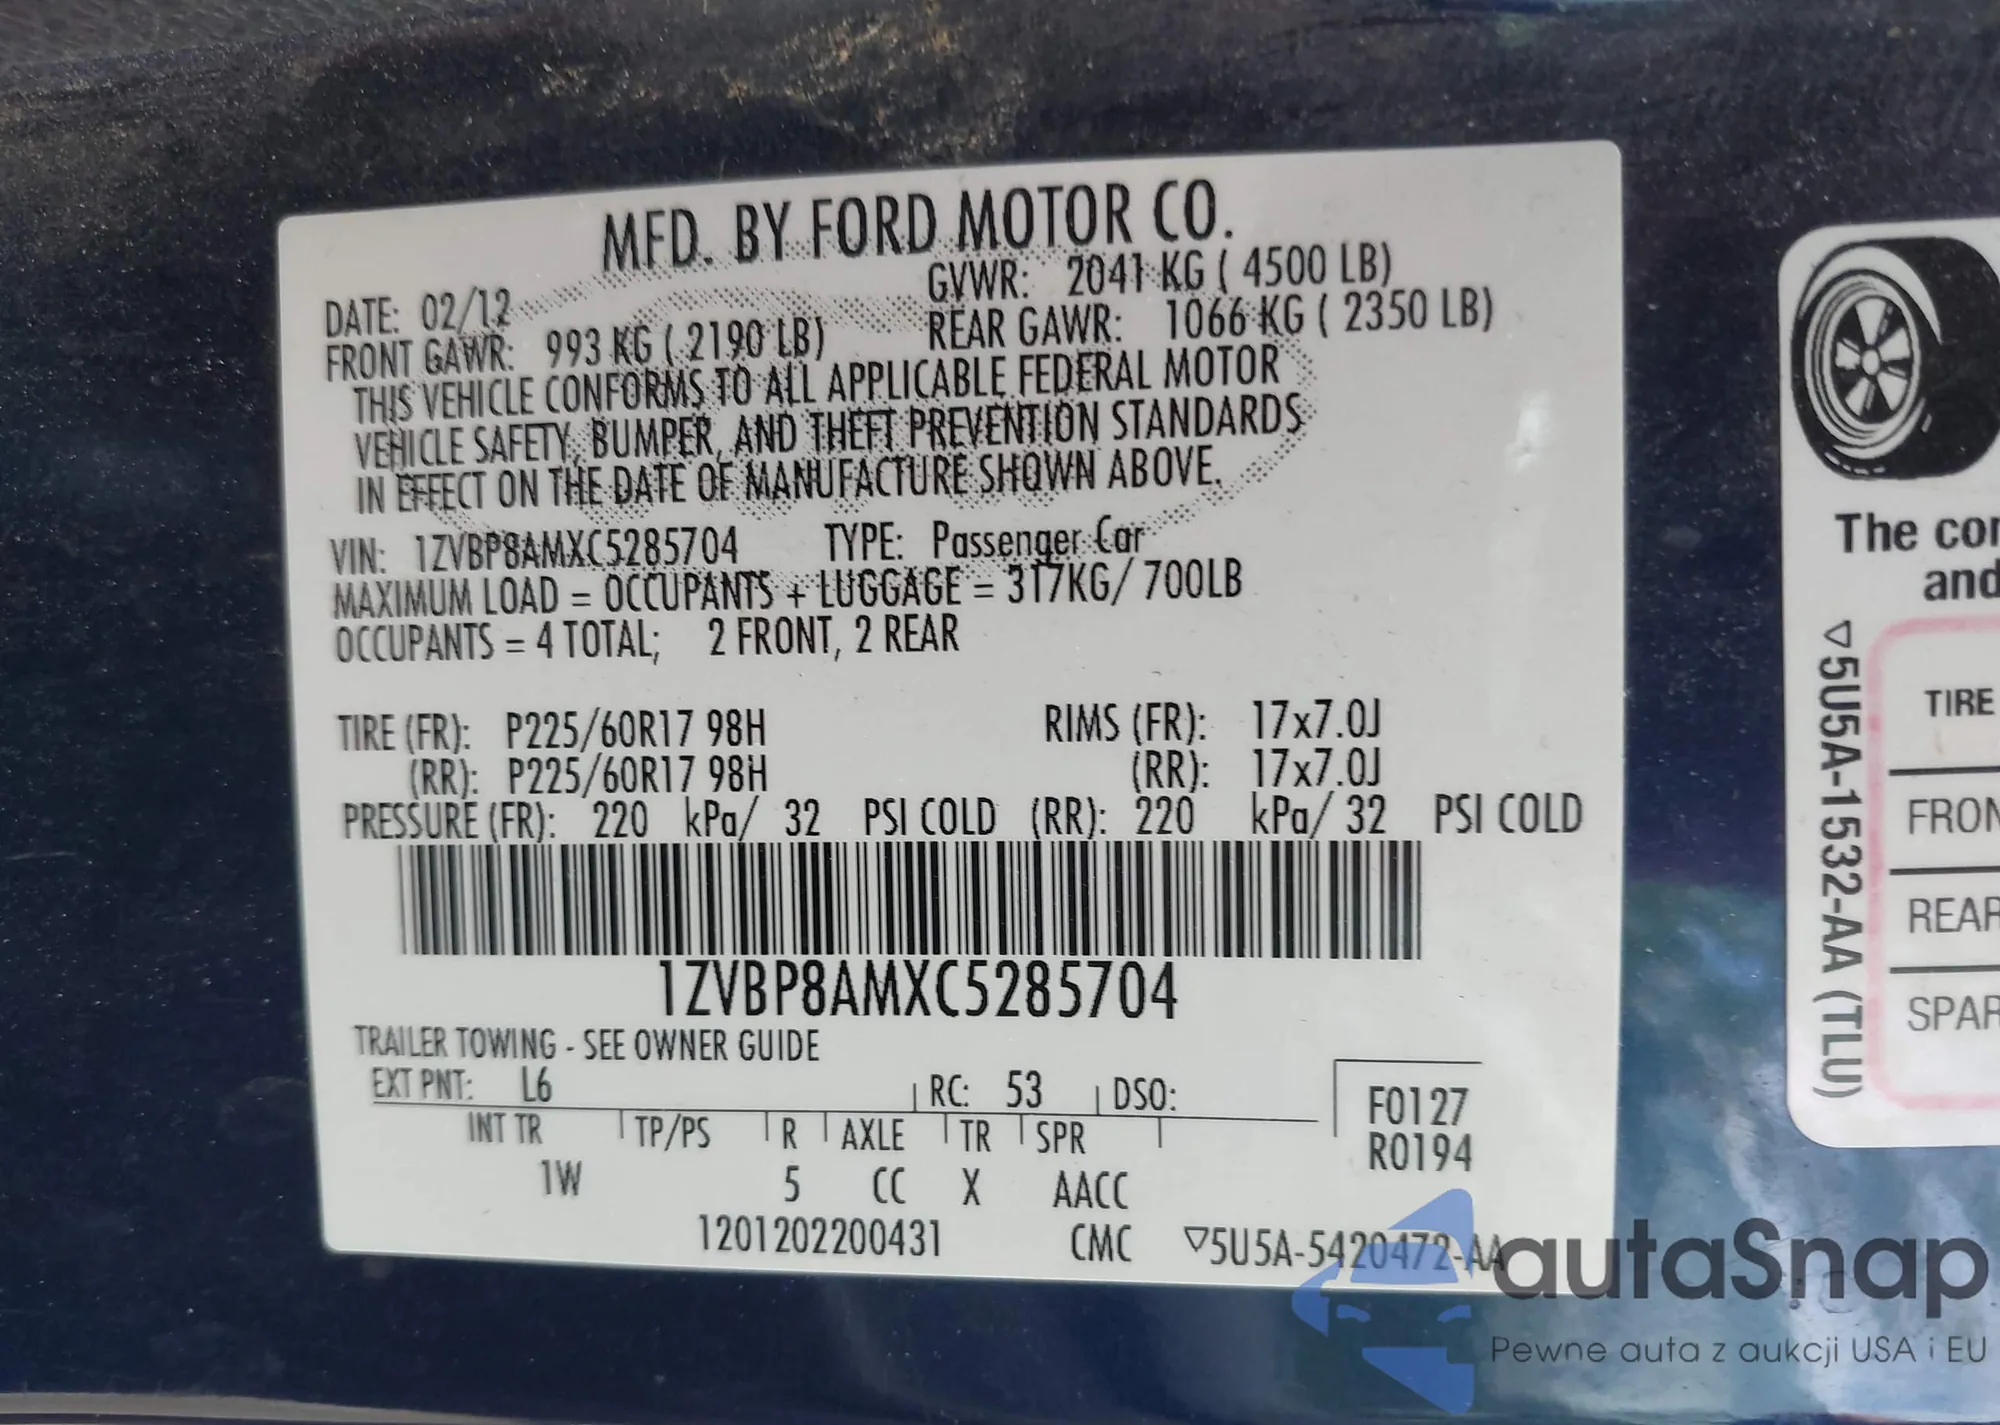 MFD. BY FORD MOTOR CO.
DATE: 02/12 GVWR: 2041 KG ( 4500 LB)
FRONT GAWR: 993 KG ( 2190 LB) REAR GAWR: 1066 KG ( 2350 LB)
THIS VEHICLE CONFORMS TO ALL APPLICABLE FEDERAL MOTOR
VEHICLE SAFETY, BUMPER, AND THEFT PREVENTION STANDARDS
IN EFFECT ON THE DATE OF MANUFACTURE SHOWN ABOVE.
VIN: 1ZVBP8AMXC5285704 TYPE: Passenger Car
MAXIMUM LOAD = OCCUPANTS + LUGGAGE = 317KG/ 700LB
OCCUPANTS = 4 TOTAL; 2 FRONT, 2 REAR
TIRE (FR): P225/60R17 98H RIMS (FR): 17x7.0J
(RR): P225/60R17 98H (RR): 17x7.0J
PRESSURE (FR): 220 kPa/ 32 PSI COLD (RR): 220 kPa/ 32 PSI COLD
1ZVBP8AMXC5285704
TRAILER TOWING - SEE OWNER GUIDE
EXT PNT: L6 RC: 53 DSO:
INT TR TP/PS R AXLE TR SPR
1W 5 CC X AACC
F0127
R0194
1201202200431 CMC ▽5U5A-5420472-AA
The con
and
▽5U5A-1532-AA (TLU)
TIRE
FRON
REAR
SPAR
autaSnap
Pewne auta z aukcji USA i EU